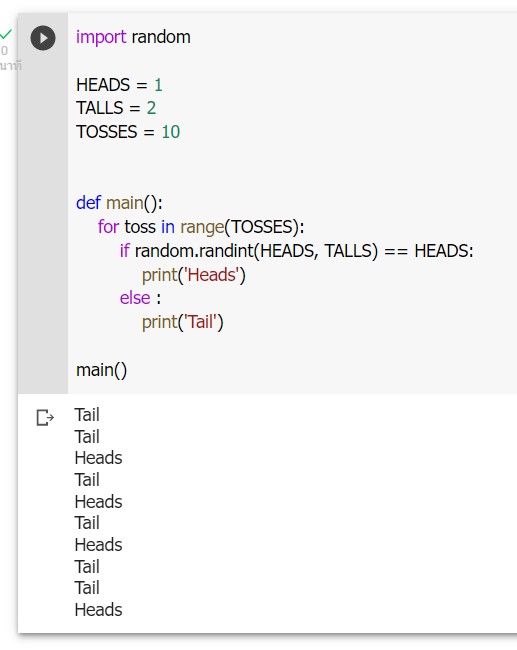 0
นาที
import random
HEADS = 1
TALLS = 2
TOSSES = 10
def main():
for toss in range(TOSSES):
if random.randint(HEADS, TALLS) == HEADS:
print('Heads')
else :
print('Tail')
main()
Tail
Tail
Heads
Tail
Heads
Tail
Heads
Tail
Tail
Heads